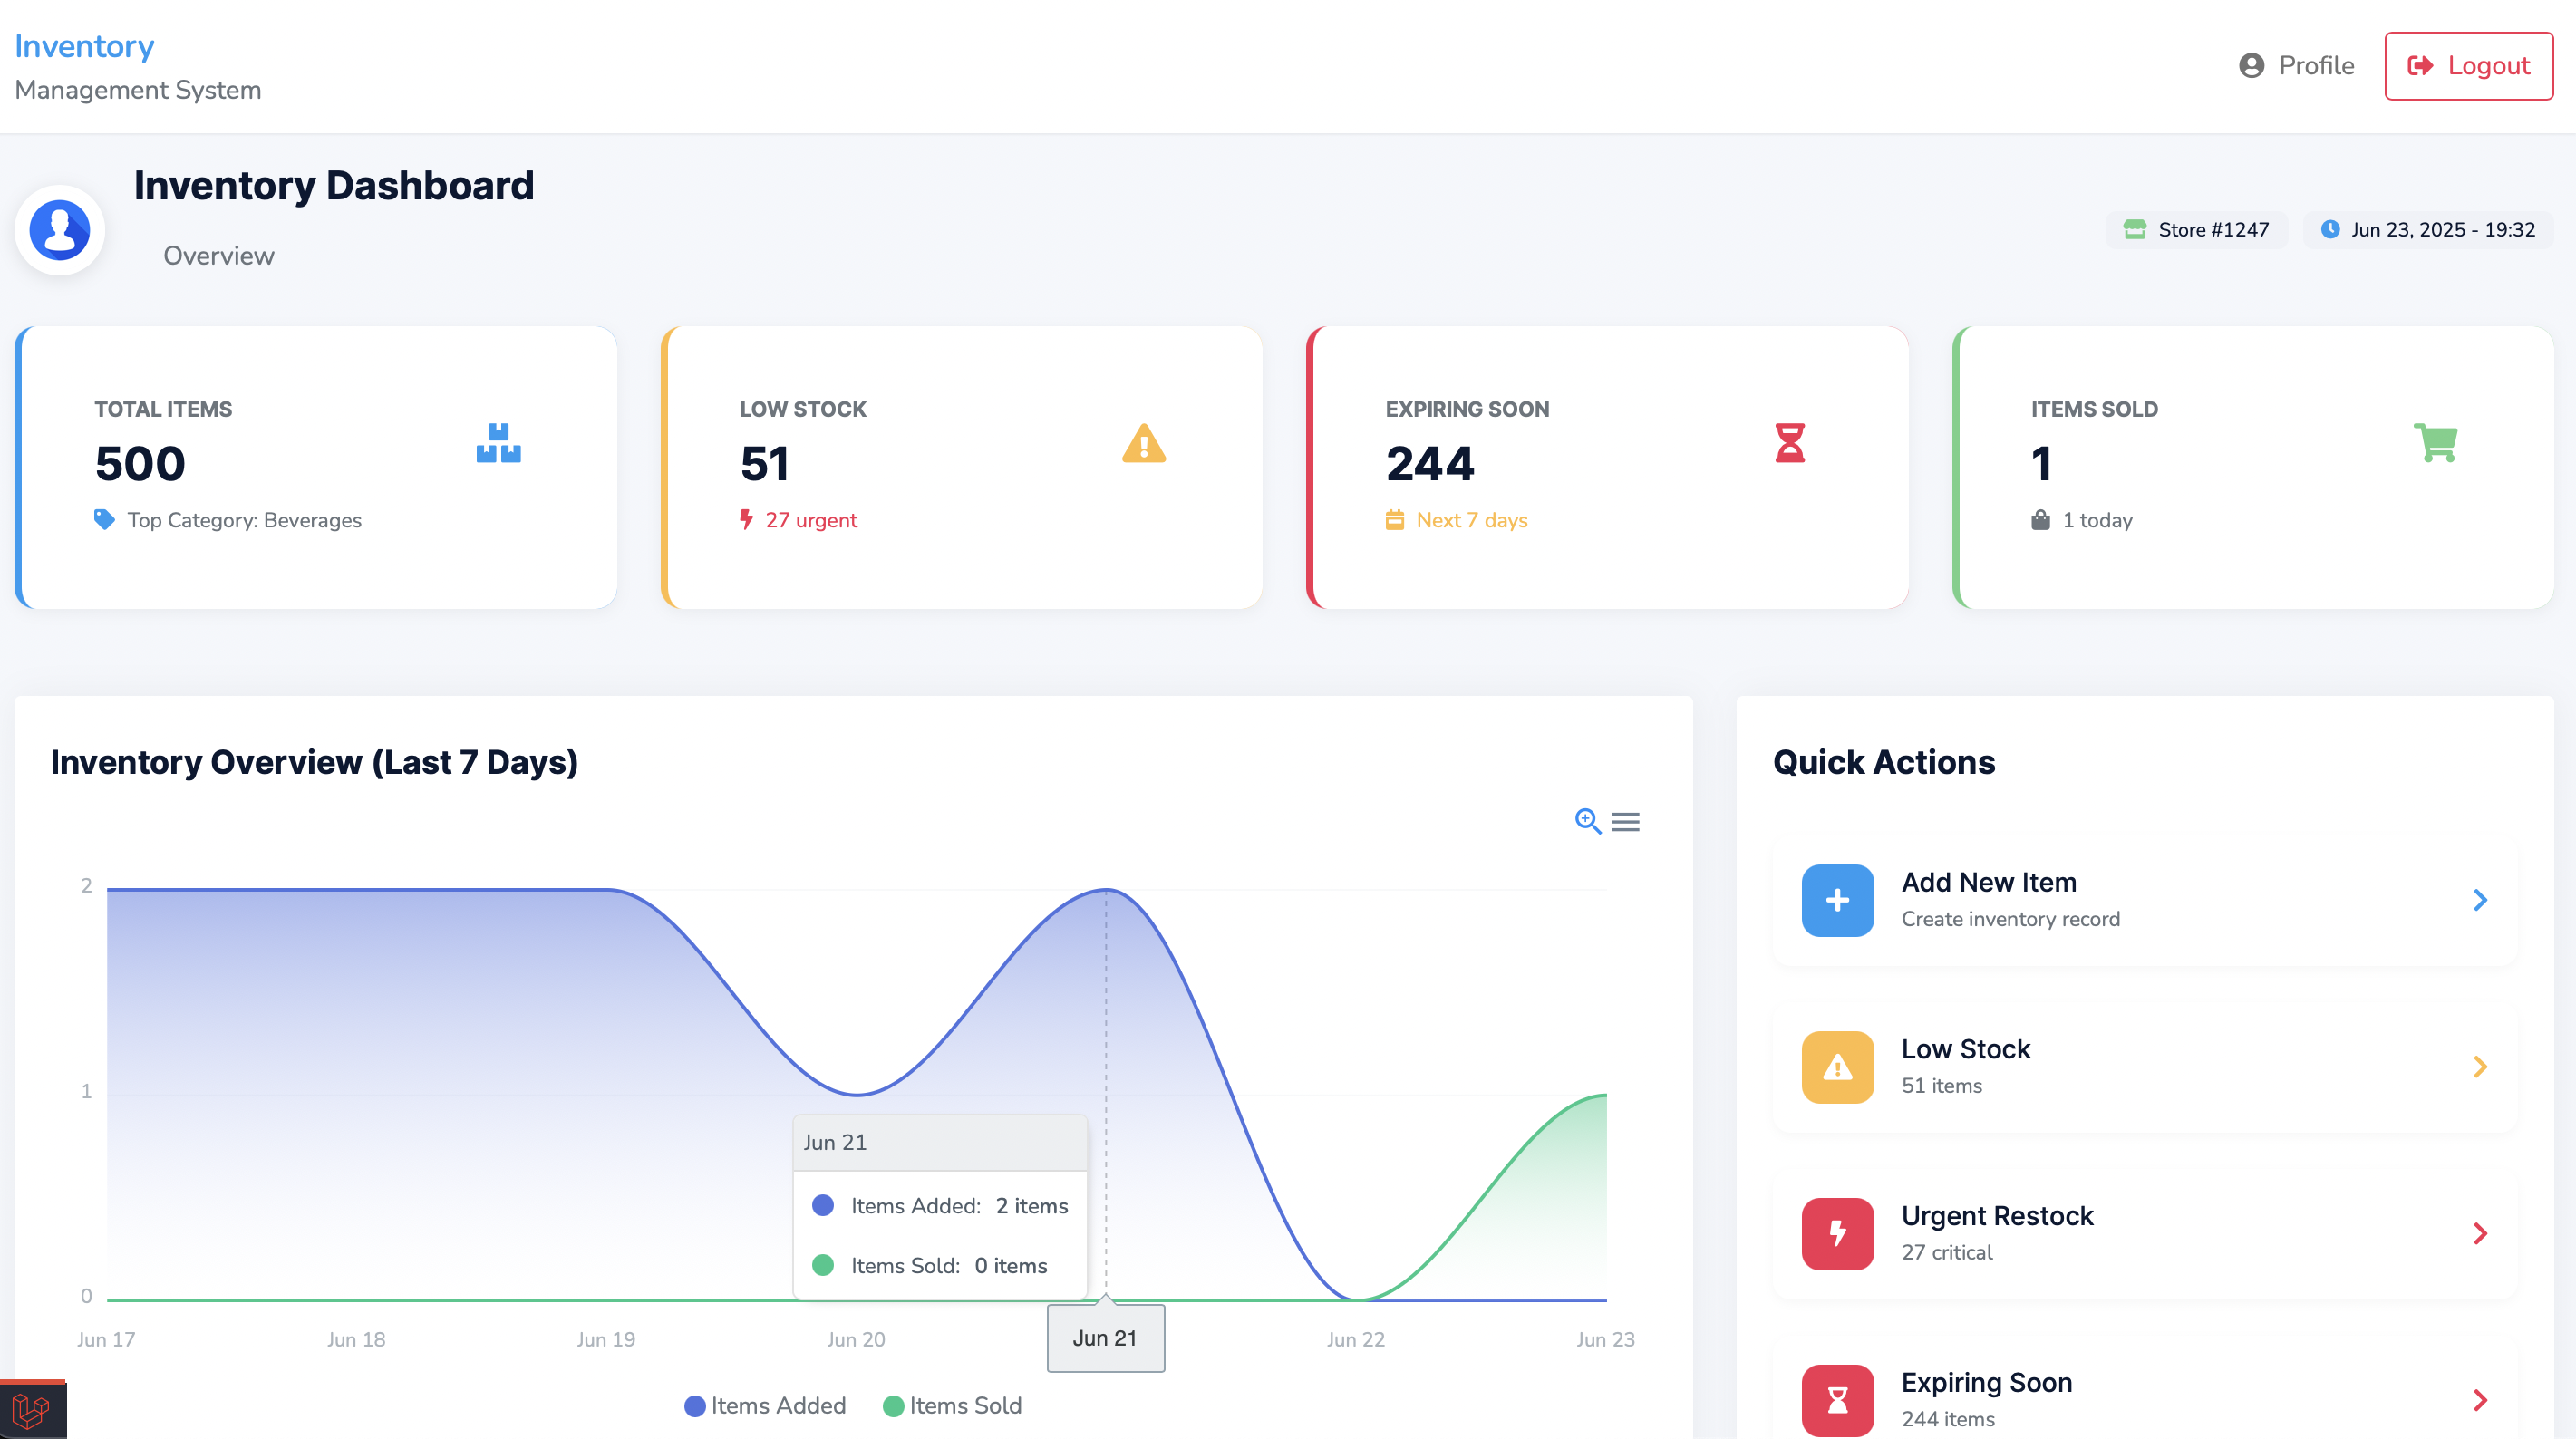 Inventory
Management System
Profile
Logout
Inventory Dashboard
Overview
Store #1247
Jun 23, 2025 - 19:32
TOTAL ITEMS
500
Top Category: Beverages
LOW STOCK
51
27 urgent
EXPIRING SOON
244
Next 7 days
ITEMS SOLD
1
1 today
Inventory Overview (Last 7 Days)
2
1
0
Jun 21
Items Added: 2 items
Items Sold: 0 items
Jun 17
Jun 18
Jun 19
Jun 20
Jun 21
Jun 22
Jun 23
Items Added
Items Sold
Quick Actions
Add New Item
Create inventory record
Low Stock
51 items
Urgent Restock
27 critical
Expiring Soon
244 items